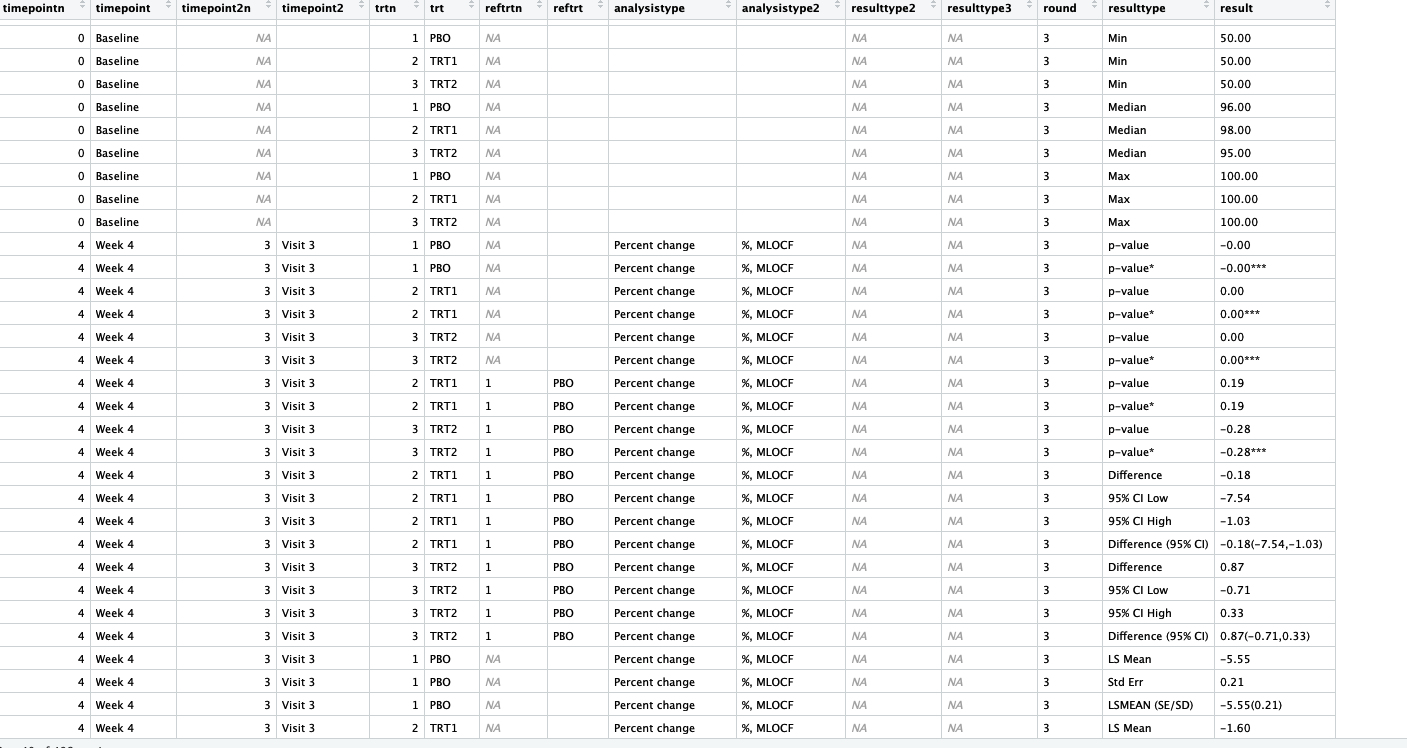 timepointn timepoint timepoint2n timepoint2 trtn trt reftrtn reftrt analysistype analysistype2 resulttype2 resulttype3 round resulttype result
0 Baseline NA 1 PBO NA NA NA 3 Min 50.00
0 Baseline NA 2 TRT1 NA NA NA 3 Min 50.00
0 Baseline NA 3 TRT2 NA NA NA 3 Min 50.00
0 Baseline NA 1 PBO NA NA NA 3 Median 96.00
0 Baseline NA 2 TRT1 NA NA NA 3 Median 98.00
0 Baseline NA 3 TRT2 NA NA NA 3 Median 95.00
0 Baseline NA 1 PBO NA NA NA 3 Max 100.00
0 Baseline NA 2 TRT1 NA NA NA 3 Max 100.00
0 Baseline NA 3 TRT2 NA NA NA 3 Max 100.00
4 Week 4 3 Visit 3 1 PBO NA Percent change %, MLOCF NA NA 3 p-value -0.00
4 Week 4 3 Visit 3 1 PBO NA Percent change %, MLOCF NA NA 3 p-value* -0.00***
4 Week 4 3 Visit 3 2 TRT1 NA Percent change %, MLOCF NA NA 3 p-value 0.00
4 Week 4 3 Visit 3 2 TRT1 NA Percent change %, MLOCF NA NA 3 p-value* 0.00***
4 Week 4 3 Visit 3 3 TRT2 NA Percent change %, MLOCF NA NA 3 p-value 0.00
4 Week 4 3 Visit 3 3 TRT2 NA Percent change %, MLOCF NA NA 3 p-value* 0.00***
4 Week 4 3 Visit 3 2 TRT1 1 PBO Percent change %, MLOCF NA NA 3 p-value 0.19
4 Week 4 3 Visit 3 2 TRT1 1 PBO Percent change %, MLOCF NA NA 3 p-value* 0.19
4 Week 4 3 Visit 3 3 TRT2 1 PBO Percent change %, MLOCF NA NA 3 p-value -0.28
4 Week 4 3 Visit 3 3 TRT2 1 PBO Percent change %, MLOCF NA NA 3 p-value* -0.28***
4 Week 4 3 Visit 3 2 TRT1 1 PBO Percent change %, MLOCF NA NA 3 Difference -0.18
4 Week 4 3 Visit 3 2 TRT1 1 PBO Percent change %, MLOCF NA NA 3 95% CI Low -7.54
4 Week 4 3 Visit 3 2 TRT1 1 PBO Percent change %, MLOCF NA NA 3 95% CI High -1.03
4 Week 4 3 Visit 3 2 TRT1 1 PBO Percent change %, MLOCF NA NA 3 Difference (95% CI) -0.18(-7.54,-1.03)
4 Week 4 3 Visit 3 3 TRT2 1 PBO Percent change %, MLOCF NA NA 3 Difference 0.87
4 Week 4 3 Visit 3 3 TRT2 1 PBO Percent change %, MLOCF NA NA 3 95% CI Low -0.71
4 Week 4 3 Visit 3 3 TRT2 1 PBO Percent change %, MLOCF NA NA 3 95% CI High 0.33
4 Week 4 3 Visit 3 3 TRT2 1 PBO Percent change %, MLOCF NA NA 3 Difference (95% CI) 0.87(-0.71,0.33)
4 Week 4 3 Visit 3 1 PBO NA Percent change %, MLOCF NA NA 3 LS Mean -5.55
4 Week 4 3 Visit 3 1 PBO NA Percent change %, MLOCF NA NA 3 Std Err 0.21
4 Week 4 3 Visit 3 1 PBO NA Percent change %, MLOCF NA NA 3 LSMEAN (SE/SD) -5.55(0.21)
4 Week 4 3 Visit 3 2 TRT1 NA Percent change %, MLOCF NA NA 3 LS Mean -1.60